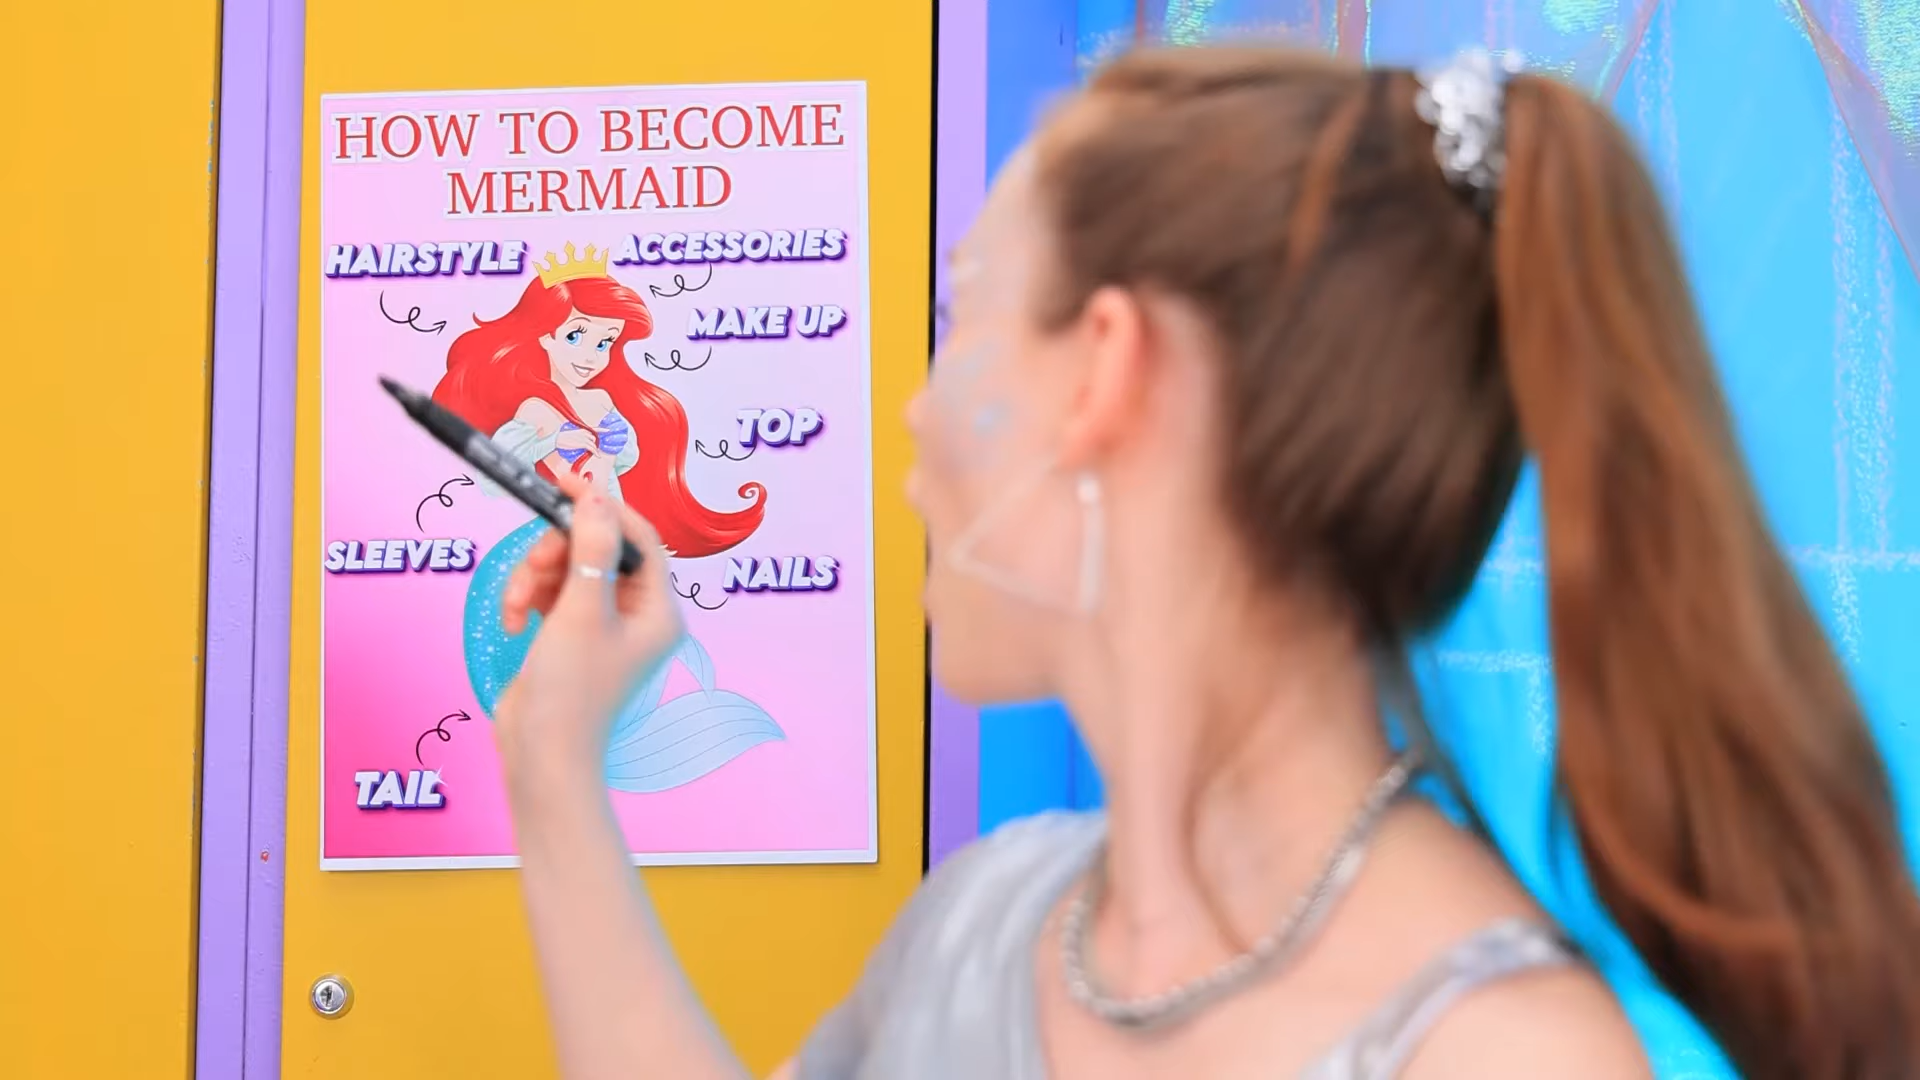 HOW TO BECOME
MERMAID
HAIRSTYLE
ACCESSORIES
MAKE UP
TOP
SLEEVES
NAILS
TAIL